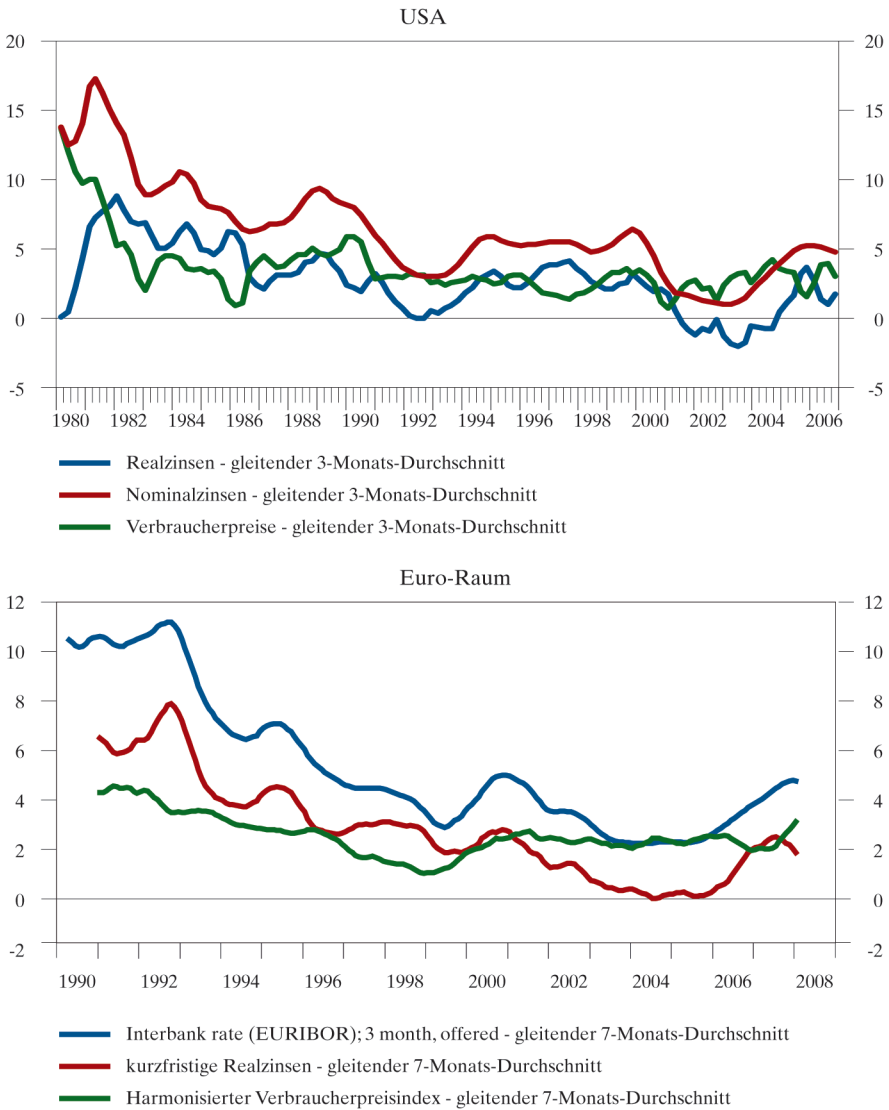 USA
20 20
15 15
10 10
5 5
0 0
-5 -5
1980 1982 1984 1986 1988 1990 1992 1994 1996 1998 2000 2002 2004 2006
Realzinsen - gleitender 3-Monats-Durchschnitt
Nominalzinsen - gleitender 3-Monats-Durchschnitt
Verbraucherpreise - gleitender 3-Monats-Durchschnitt
Euro-Raum
12 12
10 10
8 8
6 6
4 4
2 2
0 0
-2 -2
1990 1992 1994 1996 1998 2000 2002 2004 2006 2008
Interbank rate (EURIBOR); 3 month, offered - gleitender 7-Monats-Durchschnitt
kurzfristige Realzinsen - gleitender 7-Monats-Durchschnitt
Harmonisierter Verbraucherpreisindex - gleitender 7-Monats-Durchschnitt